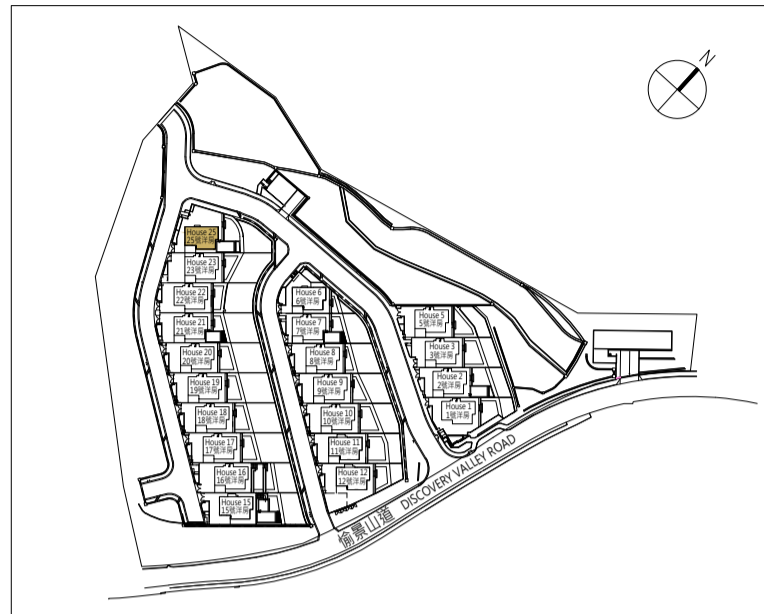 N
House 25
25號洋房
House 23
23號洋房
House 22
22號洋房
House 21
21號洋房
House 20
20號洋房
House 19
19號洋房
House 18
18號洋房
House 17
17號洋房
House 16
16號洋房
House 15
15號洋房
House 6
6號洋房
House 7
7號洋房
House 8
8號洋房
House 9
9號洋房
House 10
10號洋房
House 11
11號洋房
House 12
12號洋房
House 5
5號洋房
House 3
3號洋房
House 2
2號洋房
House 1
1號洋房
愉景山道 DISCOVERY VALLEY ROAD